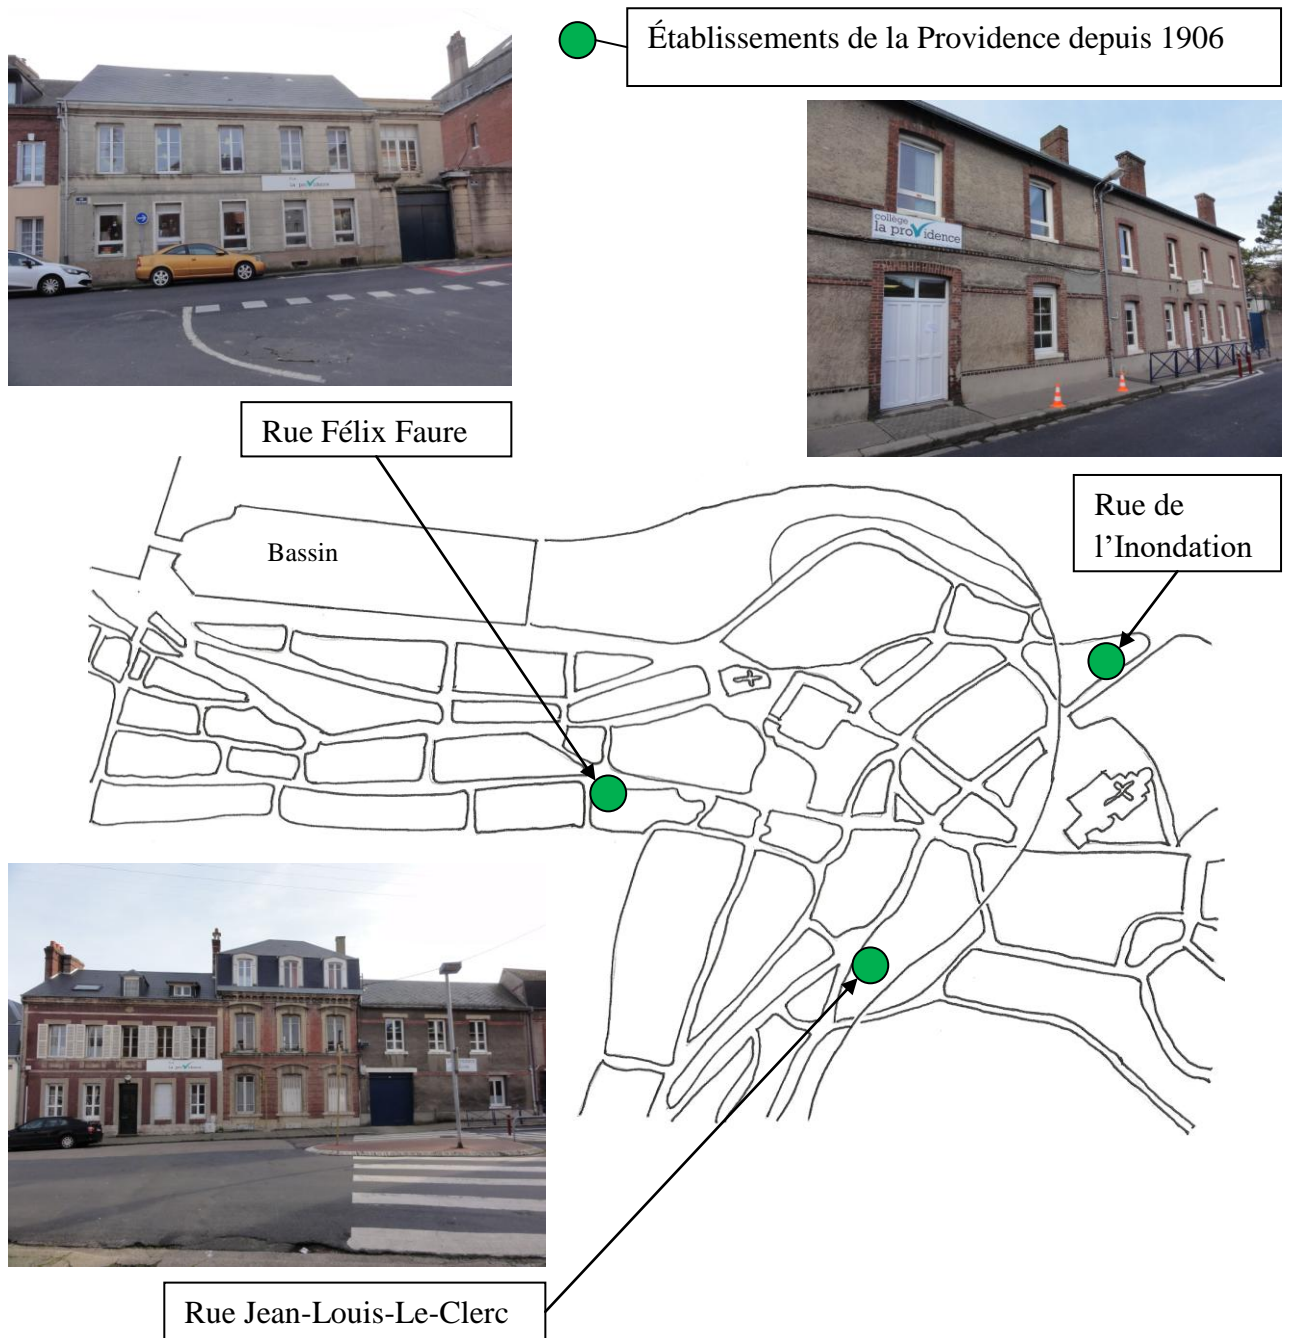 Établissements de la Providence depuis 1906
la providence
collège
la providence
Rue Félix Faure
Rue de
l’Inondation
Bassin
la providence
Rue Jean-Louis-Le-Clerc